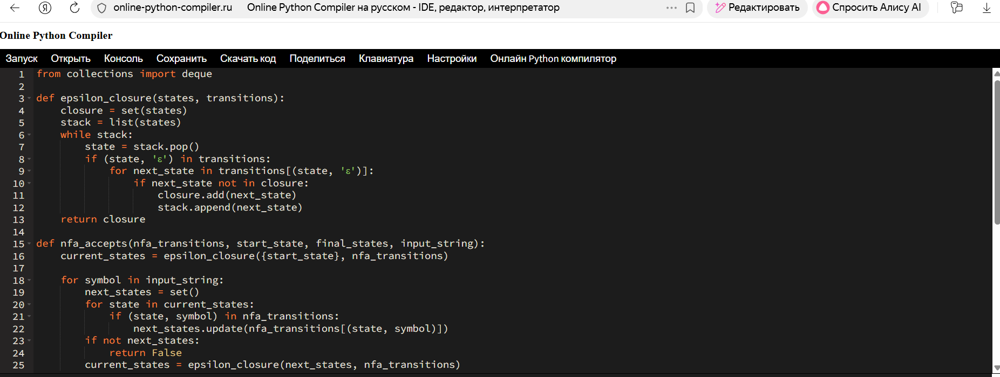 online-python-compiler.ru Online Python Compiler на русском - IDE, редактор, интерпретатор ··· Редактировать Спросить Алису AI
Online Python Compiler
Запуск Открыть Консоль Сохранить Скачать код Поделиться Клавиатура Настройки Онлайн Python компилятор
1 from collections import deque
2
3 def epsilon_closure(states, transitions):
4     closure = set(states)
5     stack = list(states)
6     while stack:
7         state = stack.pop()
8         if (state, 'ε') in transitions:
9             for next_state in transitions[(state, 'ε')]:
10                 if next_state not in closure:
11                     closure.add(next_state)
12                     stack.append(next_state)
13     return closure
14
15 def nfa_accepts(nfa_transitions, start_state, final_states, input_string):
16     current_states = epsilon_closure({start_state}, nfa_transitions)
17
18     for symbol in input_string:
19         next_states = set()
20         for state in current_states:
21             if (state, symbol) in nfa_transitions:
22                 next_states.update(nfa_transitions[(state, symbol)])
23         if not next_states:
24             return False
25         current_states = epsilon_closure(next_states, nfa_transitions)